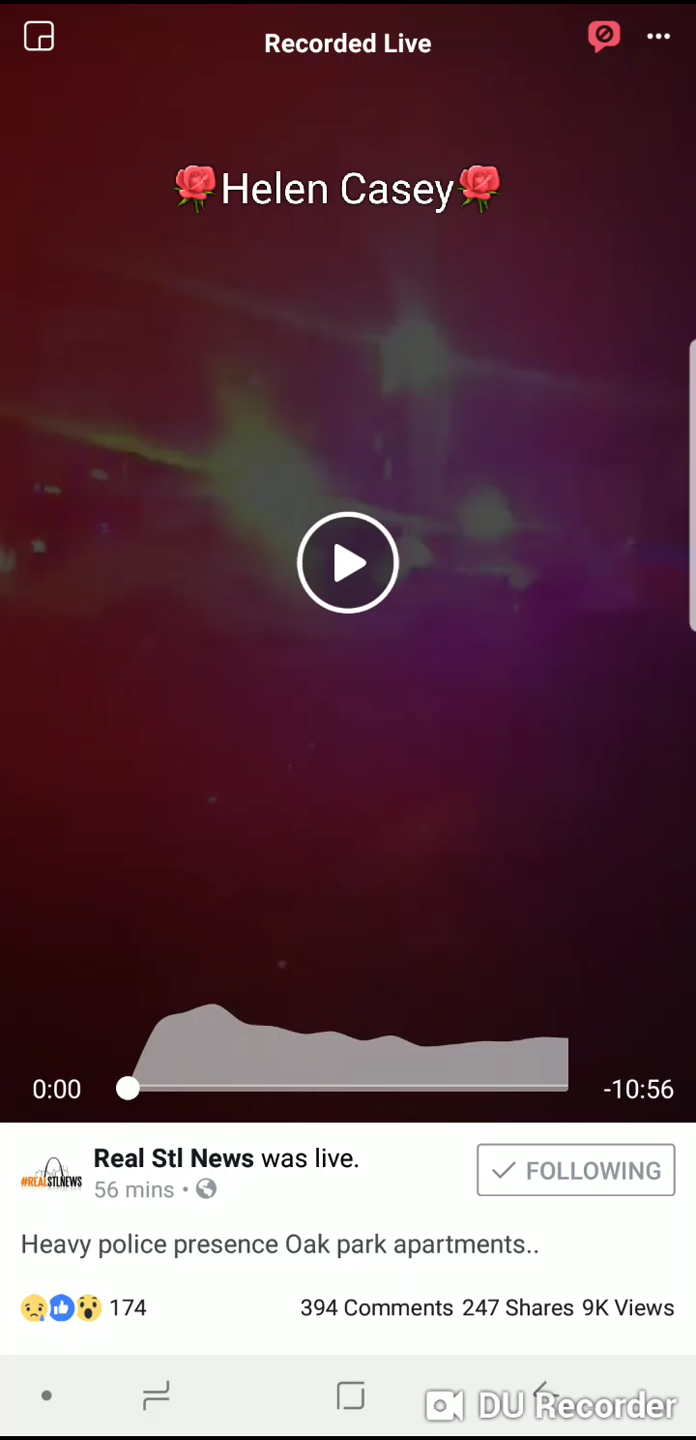 Recorded Live
🌹Helen Casey🌹
0:00
-10:56
#REALSTLNEWS
Real Stl News was live.
56 mins •
FOLLOWING
Heavy police presence Oak park apartments..
174
394 Comments 247 Shares 9K Views
DU Recorder